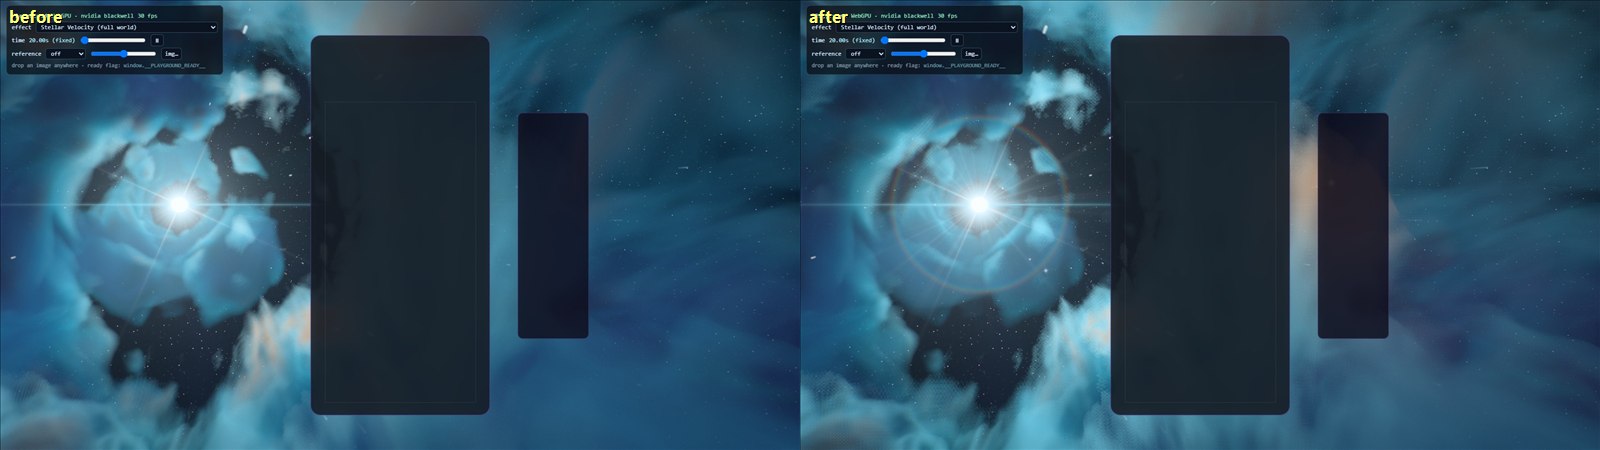 before
GPU - nvidia blackwell 30 fps
effect Stellar Velocity (full world)
time 20.00s (fixed)
reference off img…
drop an image anywhere - ready flag: window.__PLAYGROUND_READY__
after
WebGPU - nvidia blackwell 30 fps
effect Stellar Velocity (full world)
time 20.00s (fixed)
reference off img…
drop an image anywhere - ready flag: window.__PLAYGROUND_READY__